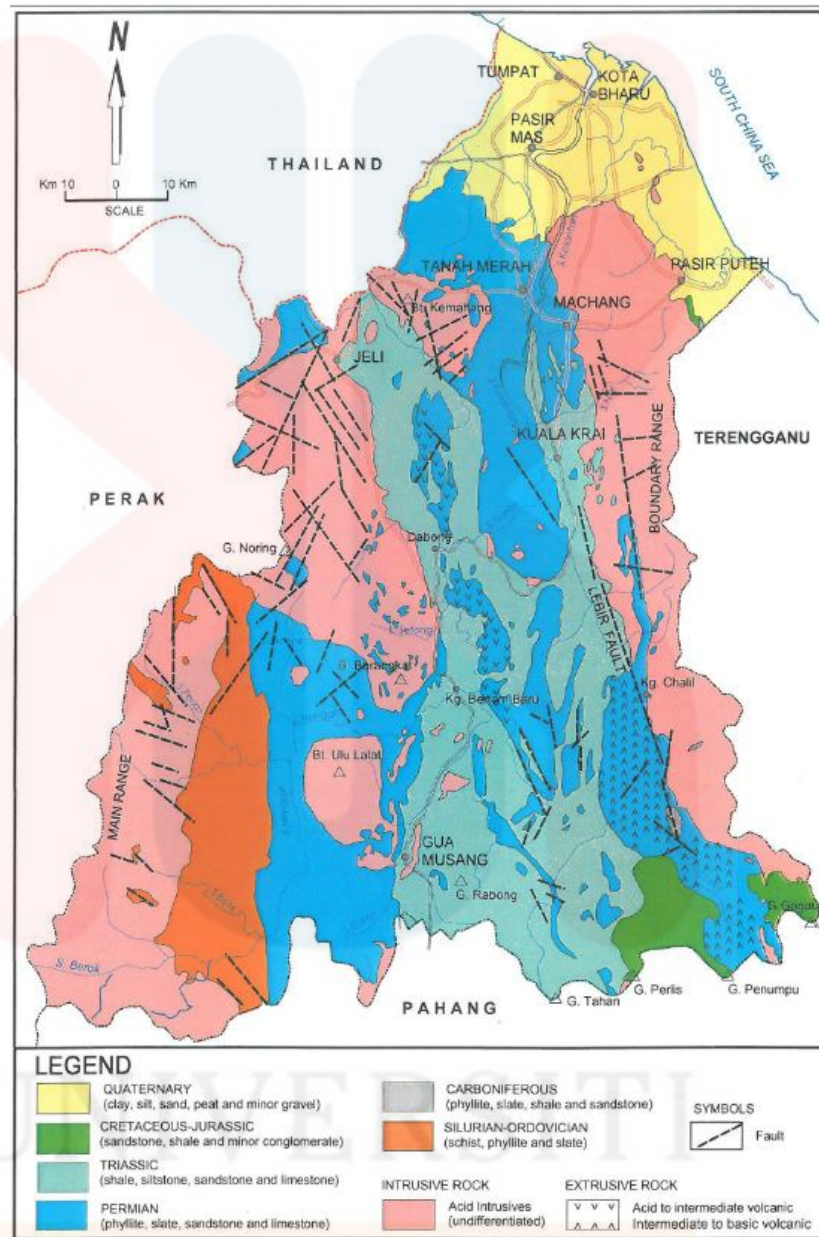 N
TUMPAT
KOTA
BHARU
SOUTH CHINA SEA
PASIR
MAS
THAILAND
Km 10 0 10 Km
SCALE
TANAH MERAH
PASIR PUTEH
Bt. Kemahang
MACHANG
JELI
KUALA KRAI
TERENGGANU
BOUNDARY RANGE
PERAK
G. Noring
Dabong
LEBIR FAULT
G. Berangkat
Kg. Chalil
Bt. Ulu Lalat
MAIN RANGE
GUA
MUSANG
G. Rabong
S. Berok
G. Tahan
G. Perlis
G. Penumpu
PAHANG
LEGEND
QUATERNARY
(clay, silt, sand, peat and minor gravel)
CRETACEOUS-JURASSIC
(sandstone, shale and minor conglomerate)
TRIASSIC
(shale, siltstone, sandstone and limestone)
PERMIAN
(phyllite, slate, sandstone and limestone)
CARBONIFEROUS
(phyllite, slate, shale and sandstone)
SILURIAN-ORDOVICIAN
(schist, phyllite and slate)
INTRUSIVE ROCK
Acid Intrusives
(undifferentiated)
EXTRUSIVE ROCK
Acid to intermediate volcanic
Intermediate to basic volcanic
SYMBOLS
Fault
UNIVERSITI